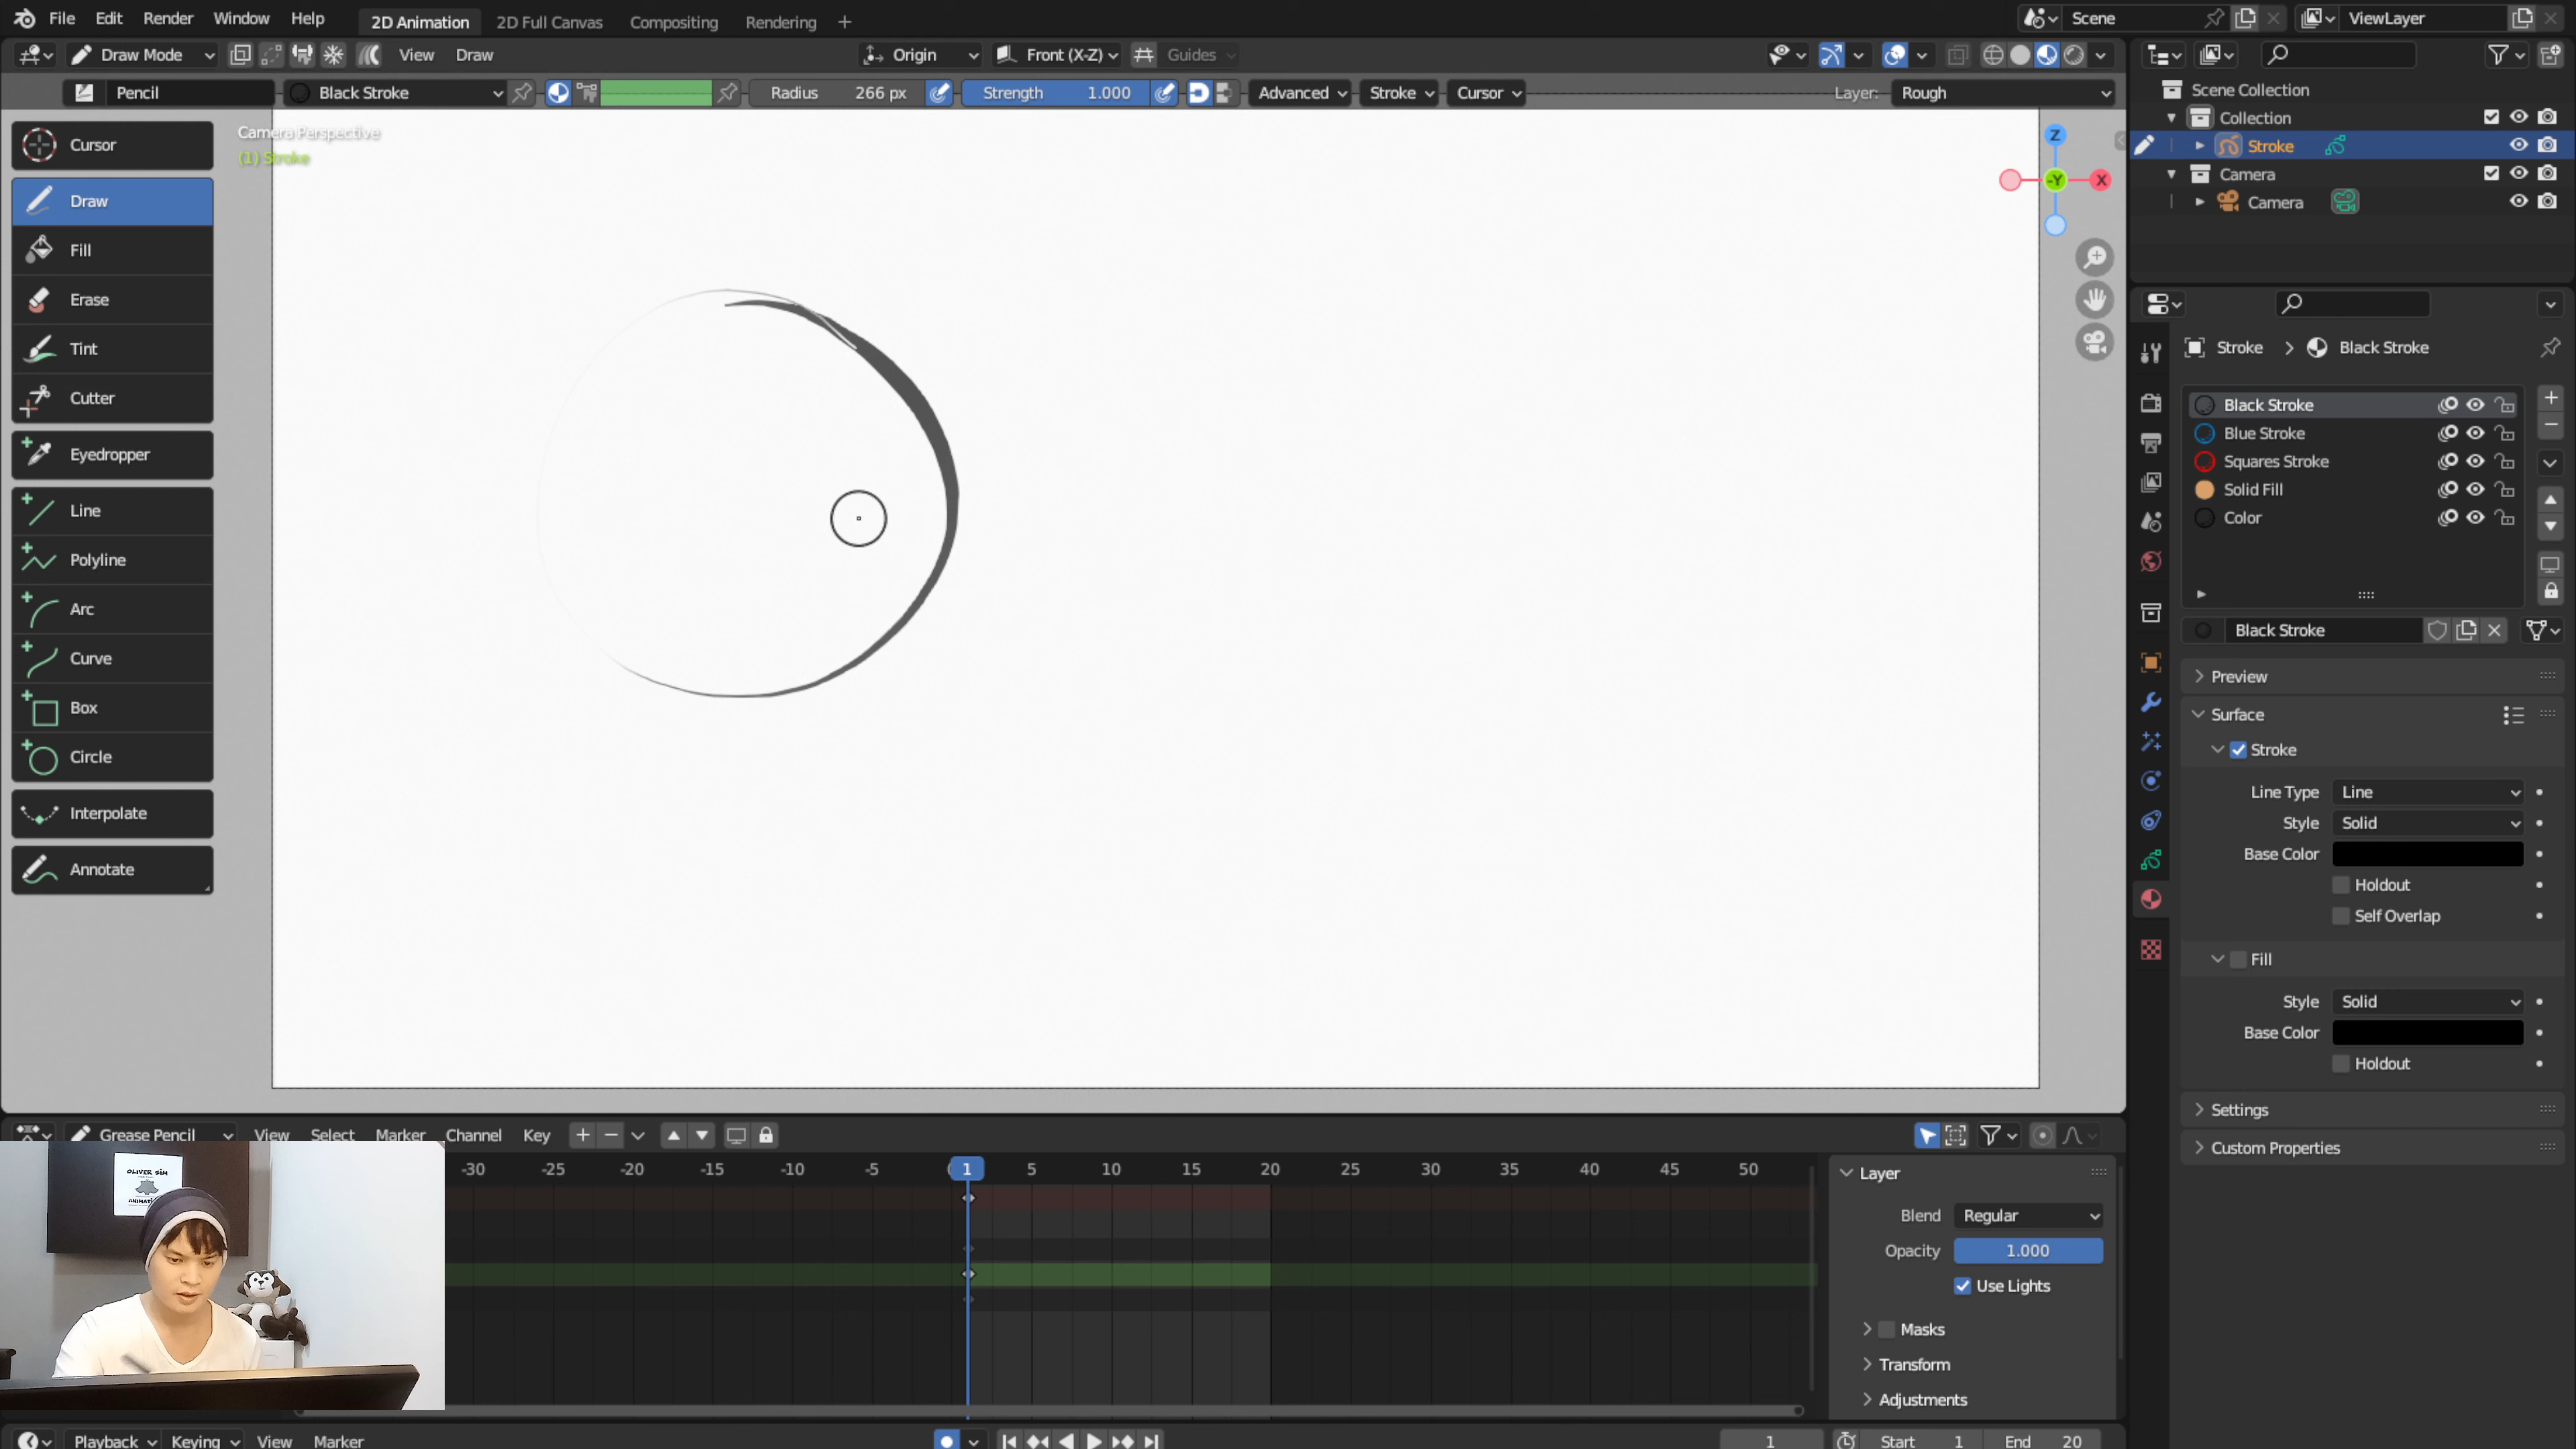 File Edit Render Window Help 2D Animation 2D Full Canvas Compositing Rendering + Scene ViewLayer
Draw Mode View Draw Origin Front (X-Z) Guides
Pencil Black Stroke Radius 266 px Strength 1.000 Advanced Stroke Cursor Layer: Rough
Camera Perspective
(1) Stroke
Cursor
Draw
Fill
Erase
Tint
Cutter
Eyedropper
Line
Polyline
Arc
Curve
Box
Circle
Interpolate
Annotate
Z
-Y X
Scene Collection
Collection
Stroke
Camera
Camera
Stroke > Black Stroke
Black Stroke
Blue Stroke
Squares Stroke
Solid Fill
Color
Black Stroke
Preview
Surface
Stroke
Line Type Line
Style Solid
Base Color
Holdout
Self Overlap
Fill
Style Solid
Base Color
Holdout
Settings
Custom Properties
Grease Pencil View Select Marker Channel Key
-30 -25 -20 -15 -10 -5 1 5 10 15 20 25 30 35 40 45 50
Layer
Blend Regular
Opacity 1.000
Use Lights
Masks
Transform
Adjustments
OLIVER SIM
Playback Keying View Marker 1 Start 1 End 20